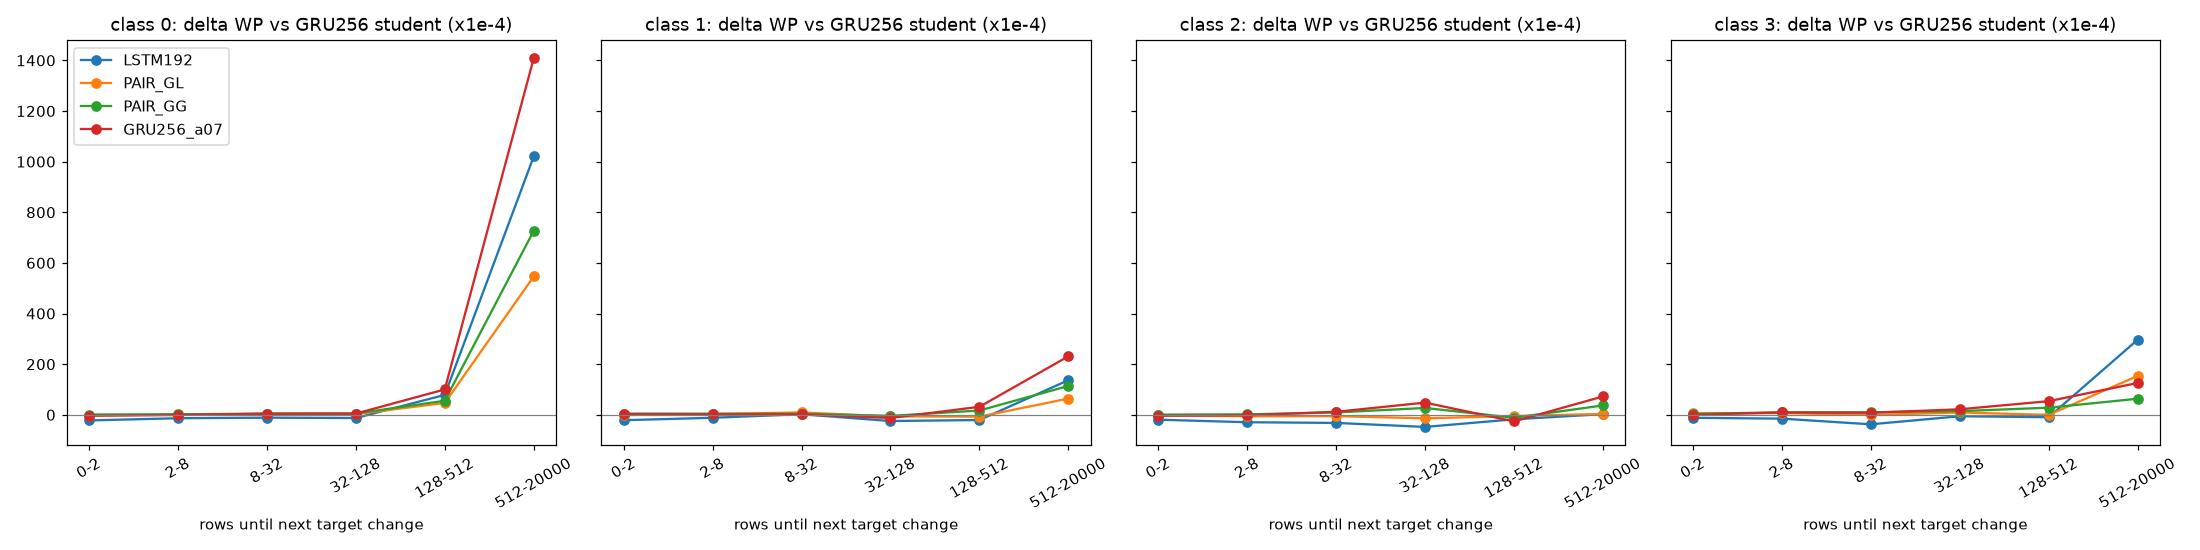 class 0: delta WP vs GRU256 student (x1e-4)
LSTM192
PAIR_GL
PAIR_GG
GRU256_a07
1400
1200
1000
800
600
400
200
0
0-2
2-8
8-32
32-128
128-512
512-20000
rows until next target change
class 1: delta WP vs GRU256 student (x1e-4)
0-2
2-8
8-32
32-128
128-512
512-20000
rows until next target change
class 2: delta WP vs GRU256 student (x1e-4)
0-2
2-8
8-32
32-128
128-512
512-20000
rows until next target change
class 3: delta WP vs GRU256 student (x1e-4)
0-2
2-8
8-32
32-128
128-512
512-20000
rows until next target change